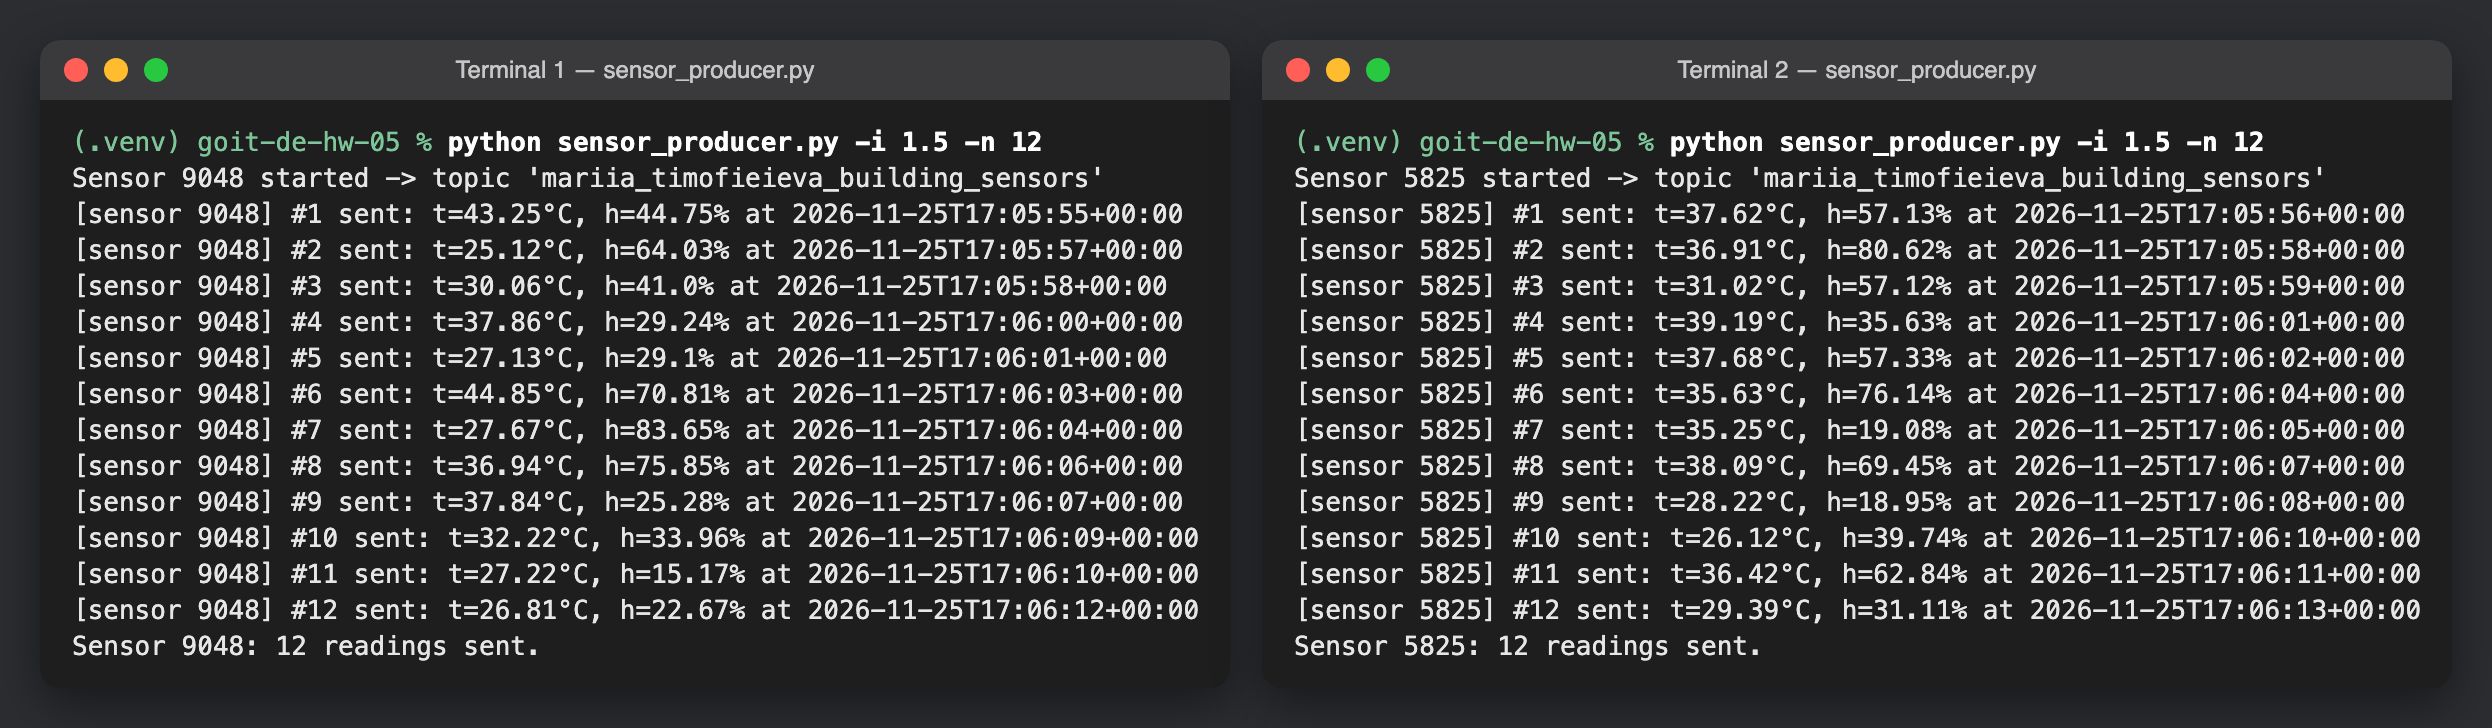 Terminal 1 — sensor_producer.py
(.venv) goit-de-hw-05 % python sensor_producer.py -i 1.5 -n 12
Sensor 9048 started -> topic 'mariia_timofieieva_building_sensors'
[sensor 9048] #1 sent: t=43.25°C, h=44.75% at 2026-11-25T17:05:55+00:00
[sensor 9048] #2 sent: t=25.12°C, h=64.03% at 2026-11-25T17:05:57+00:00
[sensor 9048] #3 sent: t=30.06°C, h=41.0% at 2026-11-25T17:05:58+00:00
[sensor 9048] #4 sent: t=37.86°C, h=29.24% at 2026-11-25T17:06:00+00:00
[sensor 9048] #5 sent: t=27.13°C, h=29.1% at 2026-11-25T17:06:01+00:00
[sensor 9048] #6 sent: t=44.85°C, h=70.81% at 2026-11-25T17:06:03+00:00
[sensor 9048] #7 sent: t=27.67°C, h=83.65% at 2026-11-25T17:06:04+00:00
[sensor 9048] #8 sent: t=36.94°C, h=75.85% at 2026-11-25T17:06:06+00:00
[sensor 9048] #9 sent: t=37.84°C, h=25.28% at 2026-11-25T17:06:07+00:00
[sensor 9048] #10 sent: t=32.22°C, h=33.96% at 2026-11-25T17:06:09+00:00
[sensor 9048] #11 sent: t=27.22°C, h=15.17% at 2026-11-25T17:06:10+00:00
[sensor 9048] #12 sent: t=26.81°C, h=22.67% at 2026-11-25T17:06:12+00:00
Sensor 9048: 12 readings sent.
Terminal 2 — sensor_producer.py
(.venv) goit-de-hw-05 % python sensor_producer.py -i 1.5 -n 12
Sensor 5825 started -> topic 'mariia_timofieieva_building_sensors'
[sensor 5825] #1 sent: t=37.62°C, h=57.13% at 2026-11-25T17:05:56+00:00
[sensor 5825] #2 sent: t=36.91°C, h=80.62% at 2026-11-25T17:05:58+00:00
[sensor 5825] #3 sent: t=31.02°C, h=57.12% at 2026-11-25T17:05:59+00:00
[sensor 5825] #4 sent: t=39.19°C, h=35.63% at 2026-11-25T17:06:01+00:00
[sensor 5825] #5 sent: t=37.68°C, h=57.33% at 2026-11-25T17:06:02+00:00
[sensor 5825] #6 sent: t=35.63°C, h=76.14% at 2026-11-25T17:06:04+00:00
[sensor 5825] #7 sent: t=35.25°C, h=19.08% at 2026-11-25T17:06:05+00:00
[sensor 5825] #8 sent: t=38.09°C, h=69.45% at 2026-11-25T17:06:07+00:00
[sensor 5825] #9 sent: t=28.22°C, h=18.95% at 2026-11-25T17:06:08+00:00
[sensor 5825] #10 sent: t=26.12°C, h=39.74% at 2026-11-25T17:06:10+00:00
[sensor 5825] #11 sent: t=36.42°C, h=62.84% at 2026-11-25T17:06:11+00:00
[sensor 5825] #12 sent: t=29.39°C, h=31.11% at 2026-11-25T17:06:13+00:00
Sensor 5825: 12 readings sent.